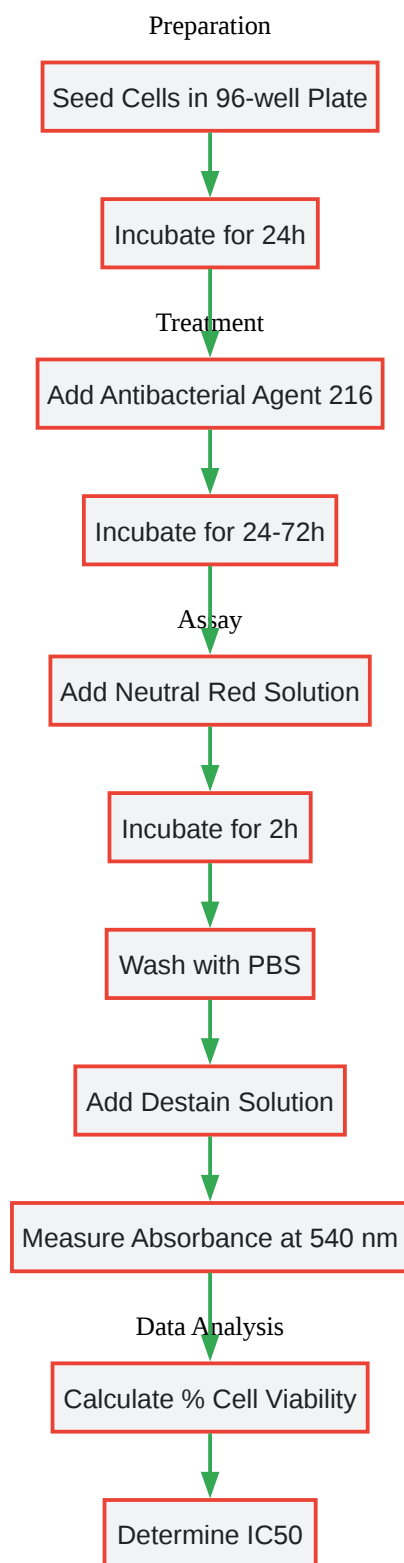 Preparation
Seed Cells in 96-well Plate
Incubate for 24h
Treatment
Add Antibacterial Agent 216
Incubate for 24-72h
Assay
Add Neutral Red Solution
Incubate for 2h
Wash with PBS
Add Destain Solution
Measure Absorbance at 540 nm
Data Analysis
Calculate % Cell Viability
Determine IC50